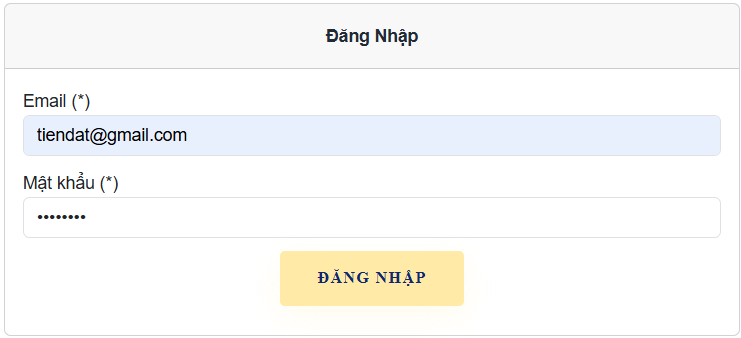 Đăng Nhập
Email (*)
tiendat@gmail.com
Mật khẩu (*)
••••••••
ĐĂNG NHẬP